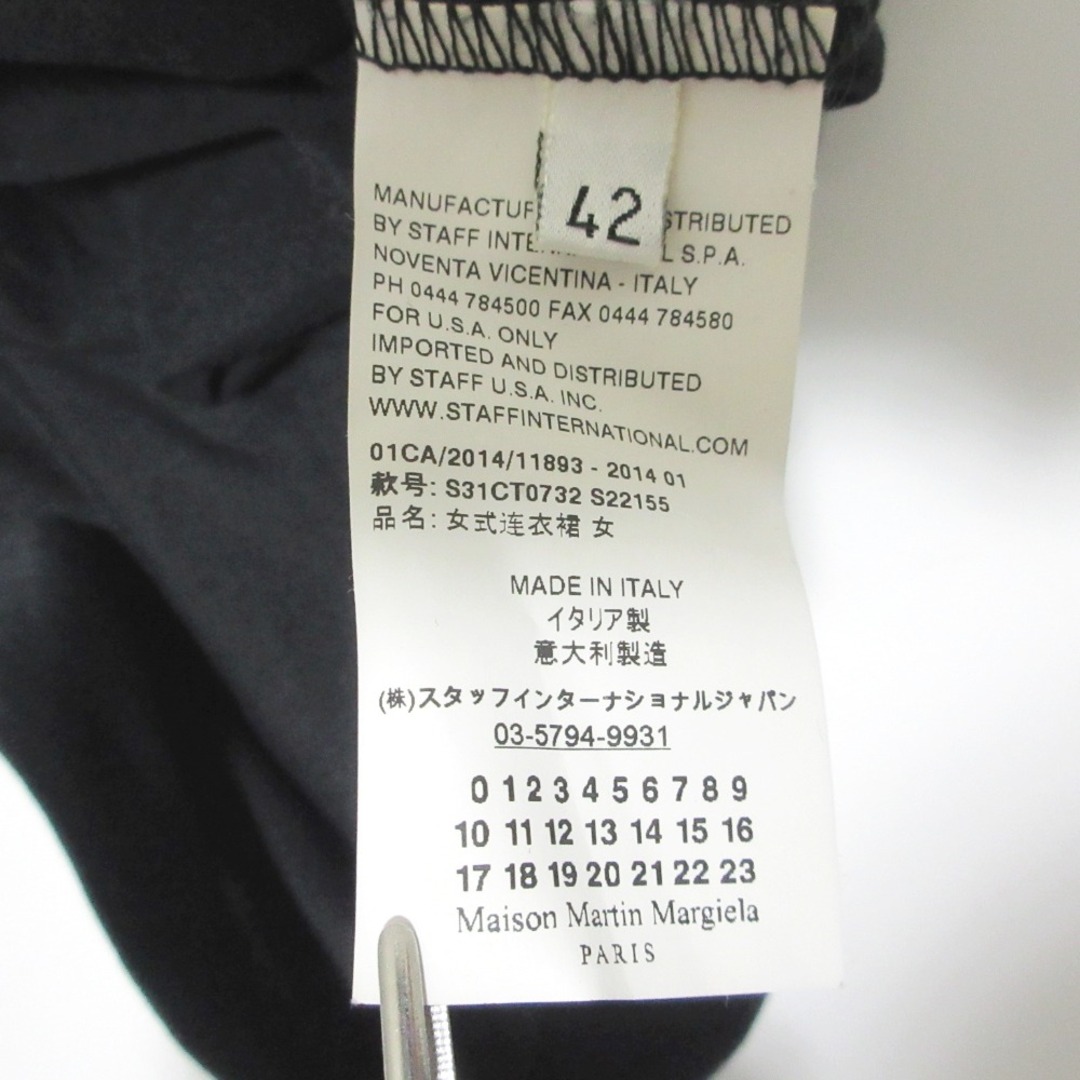 42
MANUFACTUR STRIBUTED
BY STAFF INTE L S.P.A.
NOVENTA VICENTINA - ITALY
PH 0444 784500 FAX 0444 784580
FOR U.S.A. ONLY
IMPORTED AND DISTRIBUTED
BY STAFF U.S.A. INC.
WWW.STAFFINTERNATIONAL.COM
01CA/2014/11893 - 2014 01
款号: S31CT0732 S22155
品名: 女式连衣裙 女
MADE IN ITALY
イタリア製
意大利製造
(株)スタッフインターナショナルジャパン
03-5794-9931
0 1 2 3 4 5 6 7 8 9
10 11 12 13 14 15 16
17 18 19 20 21 22 23
Maison Martin Margiela
PARIS